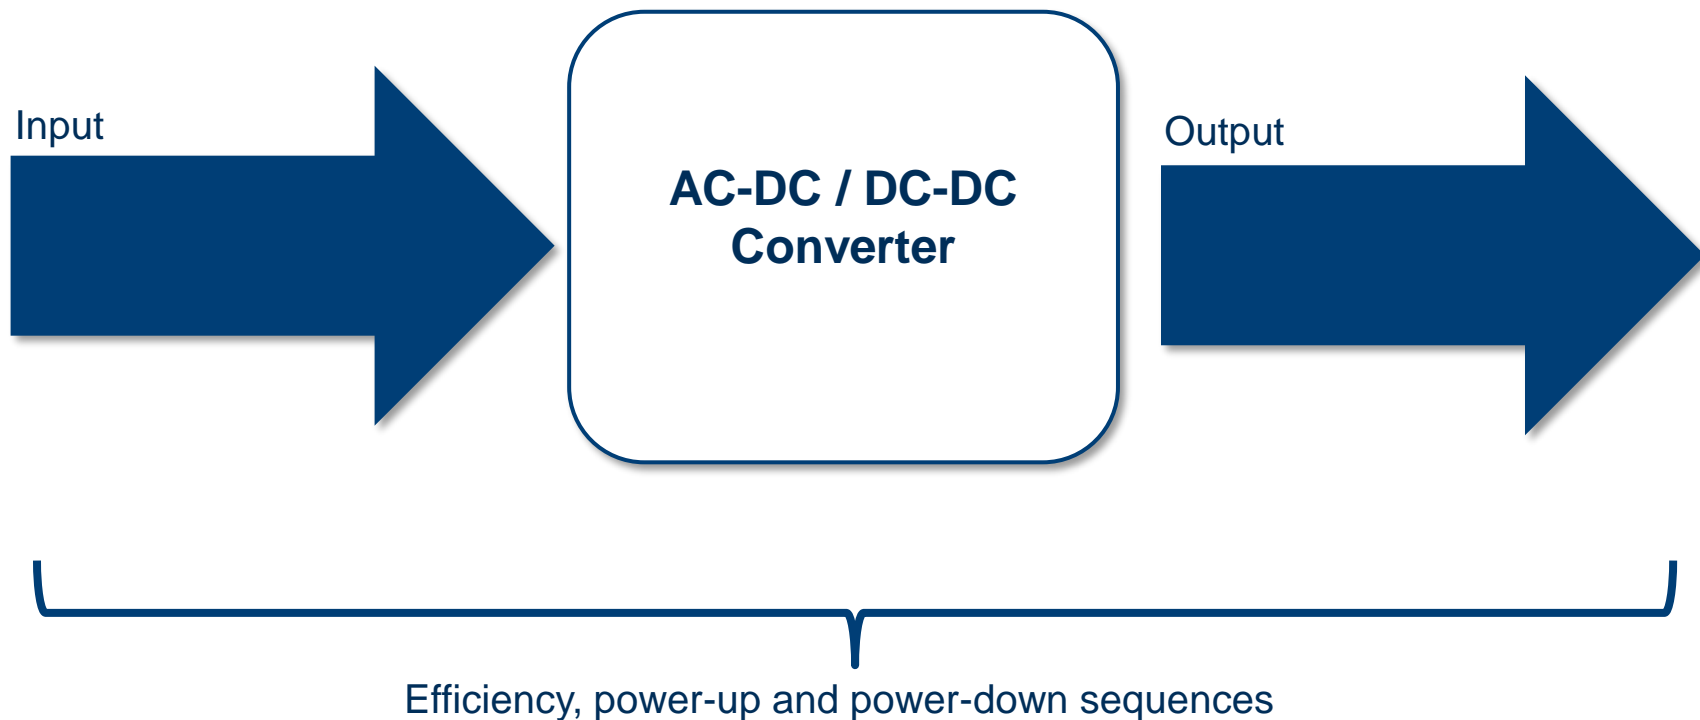 Input
AC-DC / DC-DC
Converter
Output
Efficiency, power-up and power-down sequences